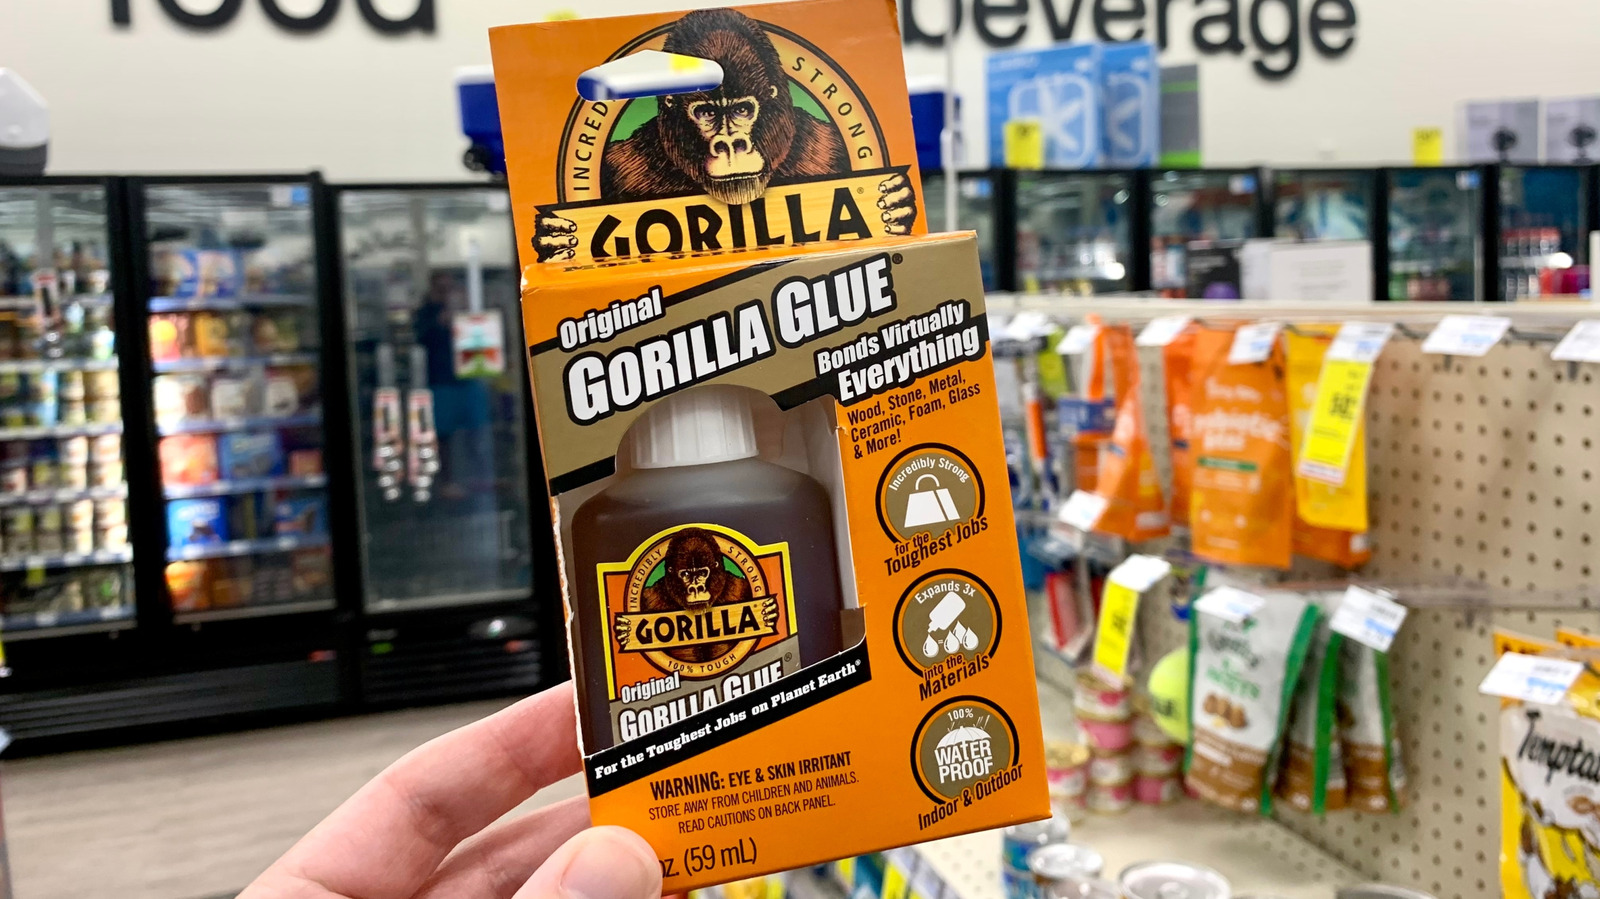 food
beverage
INCRED
STRONG
GORILLA®
Original
GORILLA GLUE®
Bonds Virtually
Everything
Wood, Stone, Metal,
Ceramic, Foam, Glass
& More!
Incredibly Strong
for the
Toughest Jobs
Expands 3x
into the
Materials
100%
WATER
PROOF
Indoor & Outdoor
INCREDIBLY STRONG
GORILLA®
100% TOUGH
Original
GORILLA GLUE®
For the Toughest Jobs on Planet Earth®
WARNING: EYE & SKIN IRRITANT
STORE AWAY FROM CHILDREN AND ANIMALS.
READ CAUTIONS ON BACK PANEL.
oz. (59 mL)
Temptat